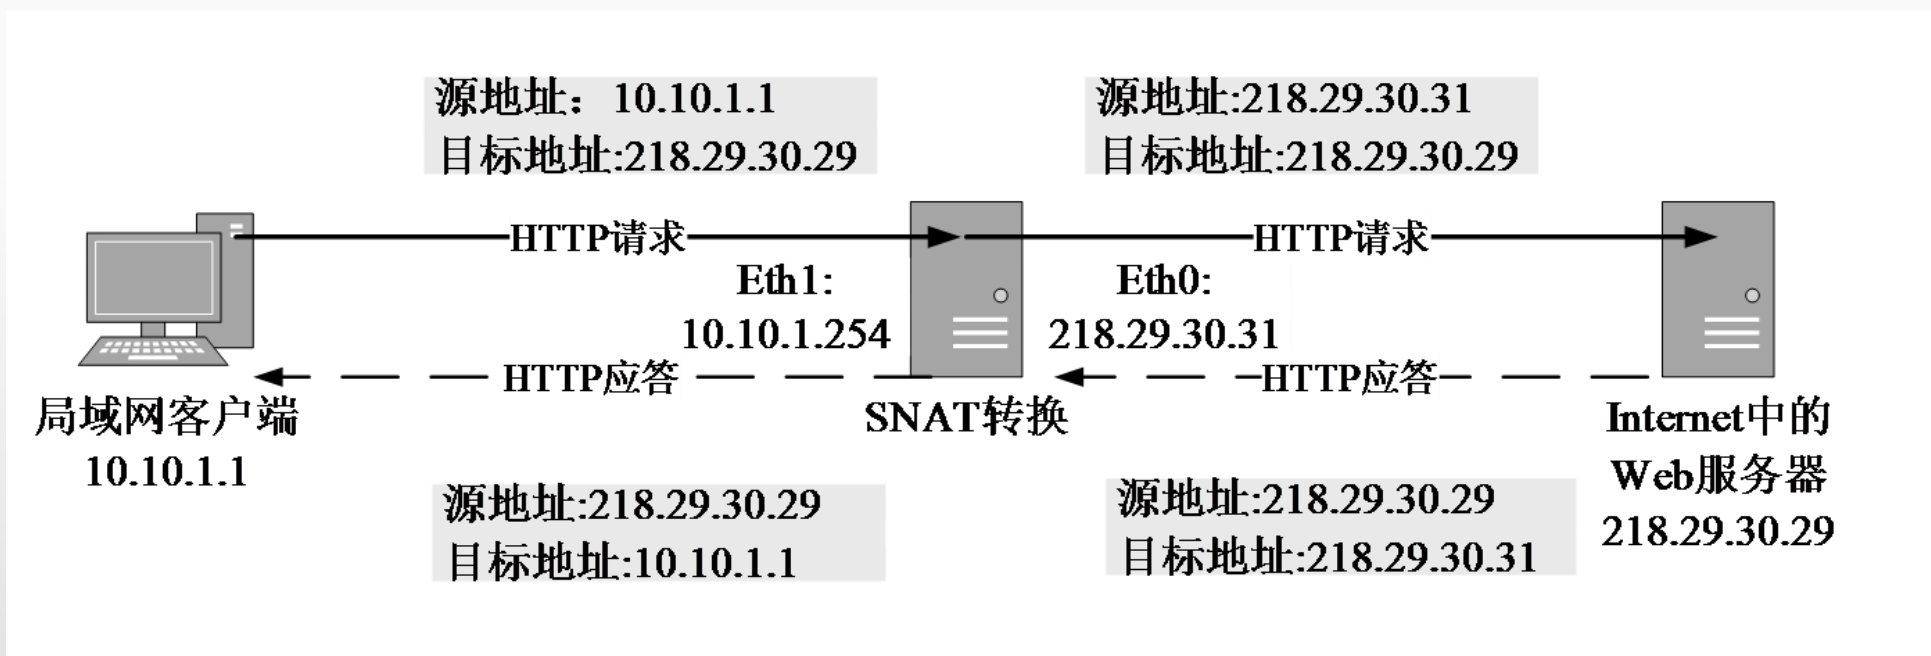 源地址：10.10.1.1
目标地址:218.29.30.29
源地址:218.29.30.31
目标地址:218.29.30.29
HTTP请求
HTTP请求
Eth1:
10.10.1.254
Eth0:
218.29.30.31
HTTP应答
HTTP应答
局域网客户端
10.10.1.1
SNAT转换
Internet中的
Web服务器
218.29.30.29
源地址:218.29.30.29
目标地址:10.10.1.1
源地址:218.29.30.29
目标地址:218.29.30.31